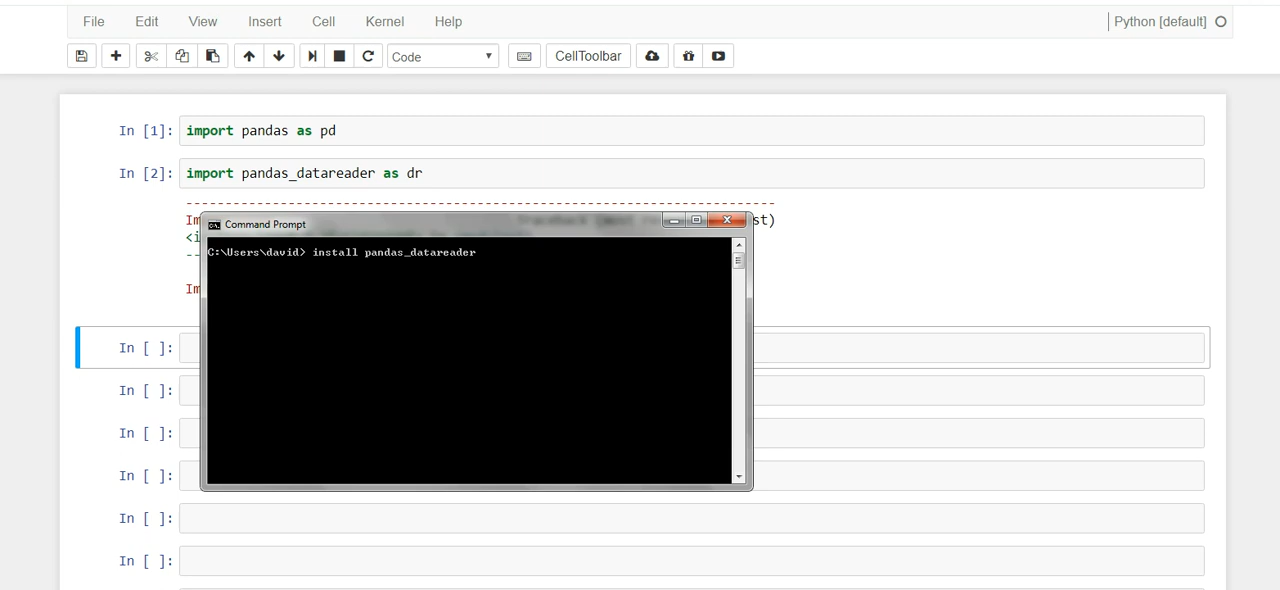 File Edit View Insert Cell Kernel Help Python [default]
Code CellToolbar
In [1]: import pandas as pd
In [2]: import pandas_datareader as dr
Command Prompt
C:\Users\david> install pandas_datareader
In [ ]:
In [ ]:
In [ ]:
In [ ]:
In [ ]:
In [ ]: